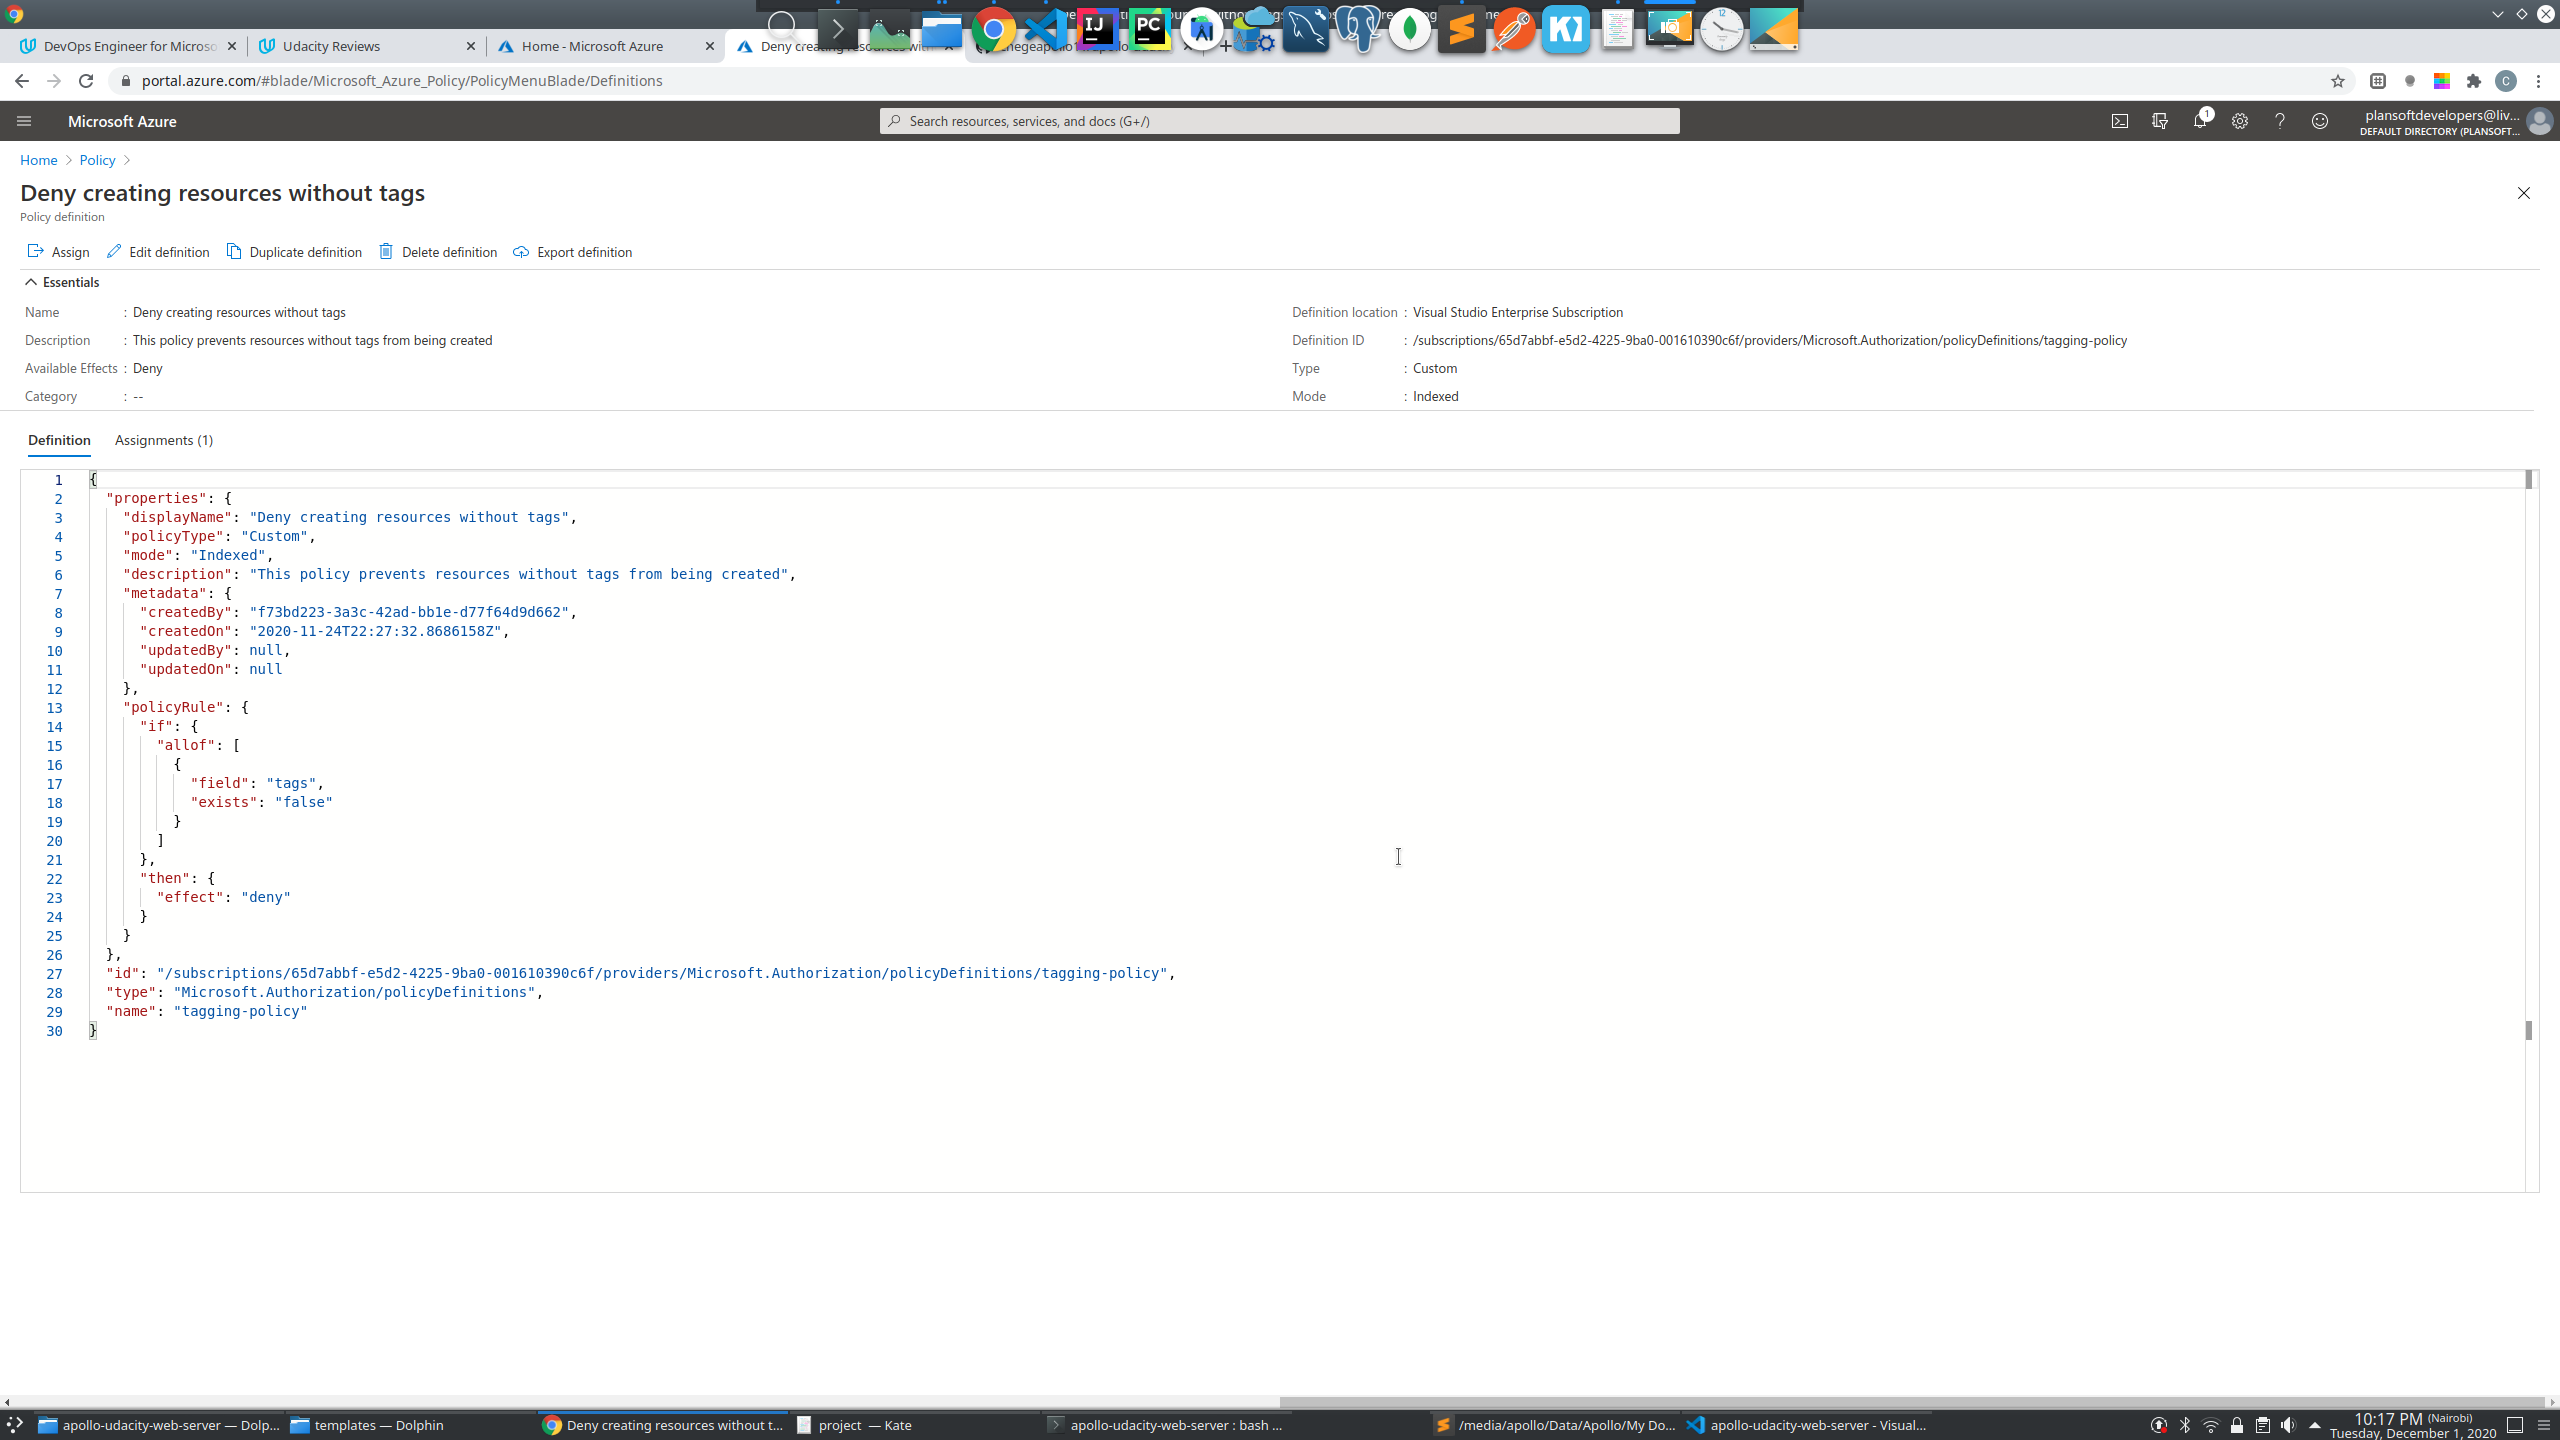 DevOps Engineer for Microso
Udacity Reviews
Home - Microsoft Azure
portal.azure.com/#blade/Microsoft_Azure_Policy/PolicyMenuBlade/Definitions
Microsoft Azure
Search resources, services, and docs (G+/)
1
plansoftdevelopers@liv...
DEFAULT DIRECTORY (PLANSOFT...
Home > Policy >
Deny creating resources without tags
Policy definition
Assign
Edit definition
Duplicate definition
Delete definition
Export definition
Essentials
Name : Deny creating resources without tags
Definition location : Visual Studio Enterprise Subscription
Description : This policy prevents resources without tags from being created
Definition ID : /subscriptions/65d7abbf-e5d2-4225-9ba0-001610390c6f/providers/Microsoft.Authorization/policyDefinitions/tagging-policy
Available Effects : Deny
Type : Custom
Category : --
Mode : Indexed
Definition
Assignments (1)
1 {
2 "properties": {
3 "displayName": "Deny creating resources without tags",
4 "policyType": "Custom",
5 "mode": "Indexed",
6 "description": "This policy prevents resources without tags from being created",
7 "metadata": {
8 "createdBy": "f73bd223-3a3c-42ad-bb1e-d77f64d9d662",
9 "createdOn": "2020-11-24T22:27:32.8686158Z",
10 "updatedBy": null,
11 "updatedOn": null
12 },
13 "policyRule": {
14 "if": {
15 "allof": [
16 {
17 "field": "tags",
18 "exists": "false"
19 }
20 ]
21 },
22 "then": {
23 "effect": "deny"
24 }
25 }
26 },
27 "id": "/subscriptions/65d7abbf-e5d2-4225-9ba0-001610390c6f/providers/Microsoft.Authorization/policyDefinitions/tagging-policy",
28 "type": "Microsoft.Authorization/policyDefinitions",
29 "name": "tagging-policy"
30 }
apollo-udacity-web-server — Dolp...
templates — Dolphin
Deny creating resources without t...
project — Kate
apollo-udacity-web-server : bash ...
/media/apollo/Data/Apollo/My Do...
apollo-udacity-web-server - Visual...
10:17 PM (Nairobi)
Tuesday, December 1, 2020